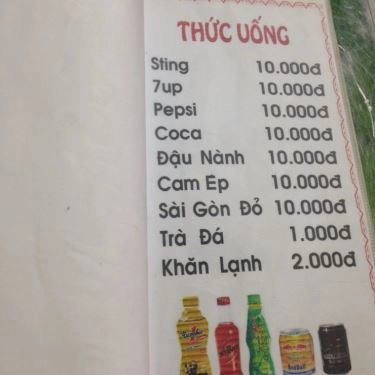 THỨC UỐNG
Sting 10.000đ
7up 10.000đ
Pepsi 10.000đ
Coca 10.000đ
Đậu Nành 10.000đ
Cam Ép 10.000đ
Sài Gòn Đỏ 10.000đ
Trà Đá 1.000đ
Khăn Lạnh 2.000đ